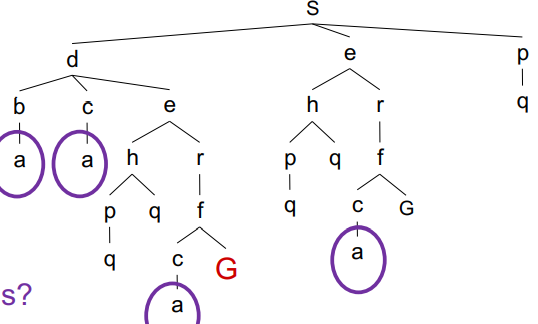 S
d e p
b c e h r q
a a h r p q f
p q f q c G
q c G a
s? a